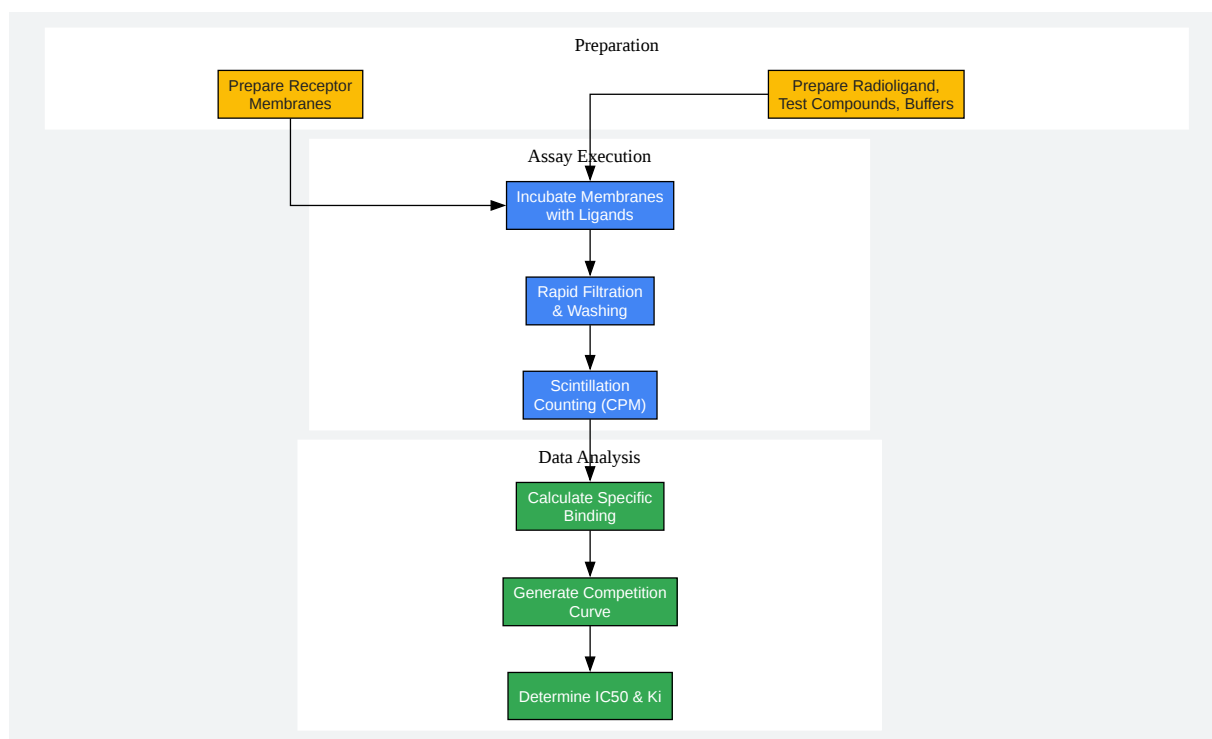 Preparation
Prepare Receptor
Membranes
Prepare Radioligand,
Test Compounds, Buffers
Assay Execution
Incubate Membranes
with Ligands
Rapid Filtration
& Washing
Scintillation
Counting (CPM)
Data Analysis
Calculate Specific
Binding
Generate Competition
Curve
Determine IC50 & Ki